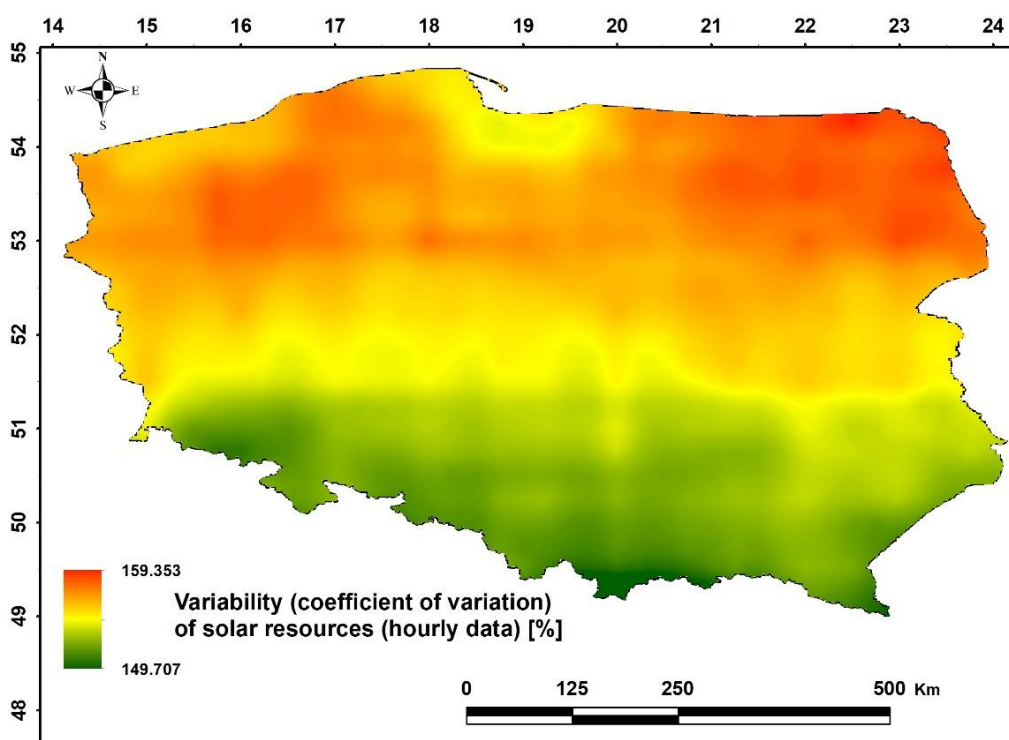 14 15 16 17 18 19 20 21 22 23 24
55
N
W E
S
54
53
52
51
50
159.353
Variability (coefficient of variation)
of solar resources (hourly data) [%]
49
149.707
0 125 250 500 Km
48